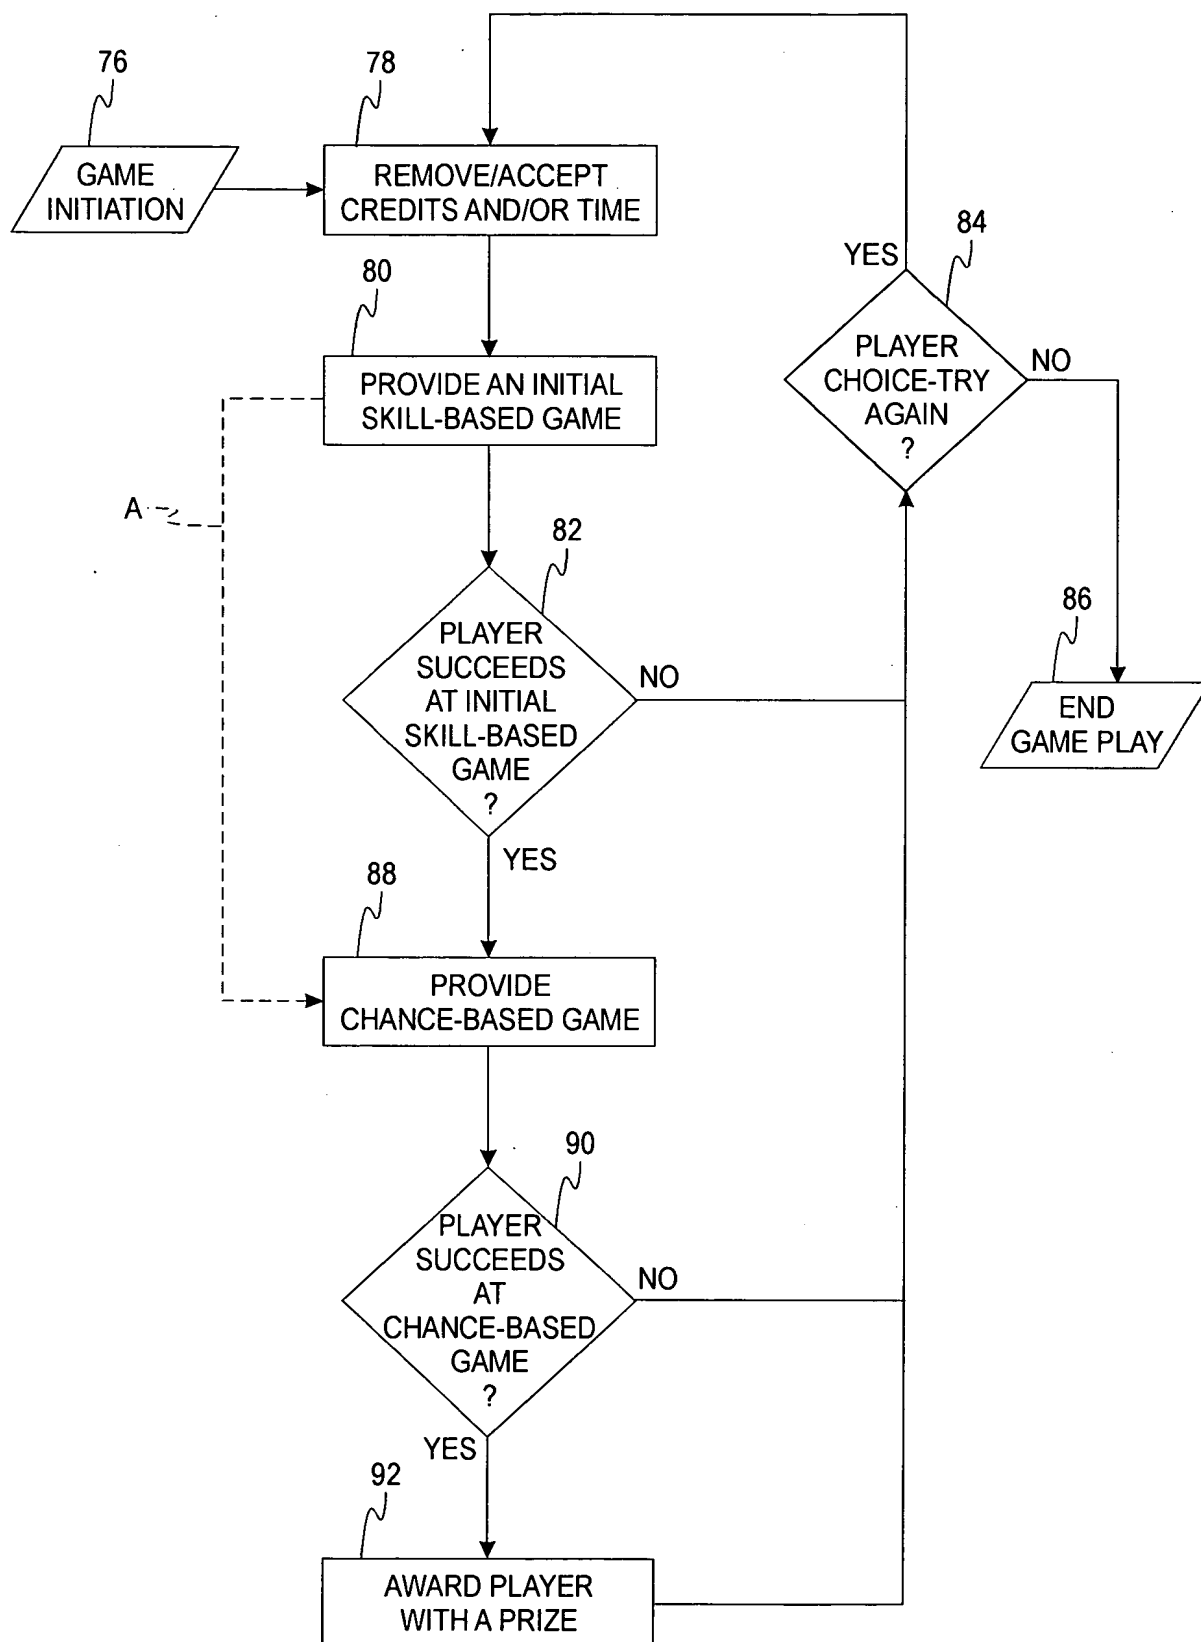 76
GAME
INITIATION
78
REMOVE/ACCEPT
CREDITS AND/OR TIME
80
PROVIDE AN INITIAL
SKILL-BASED GAME
A
82
PLAYER
SUCCEEDS
AT INITIAL
SKILL-BASED
GAME
?
NO
YES
84
YES
PLAYER
CHOICE-TRY
AGAIN
?
NO
86
END
GAME PLAY
88
PROVIDE
CHANCE-BASED GAME
90
PLAYER
SUCCEEDS
AT
CHANCE-BASED
GAME
?
NO
YES
92
AWARD PLAYER
WITH A PRIZE